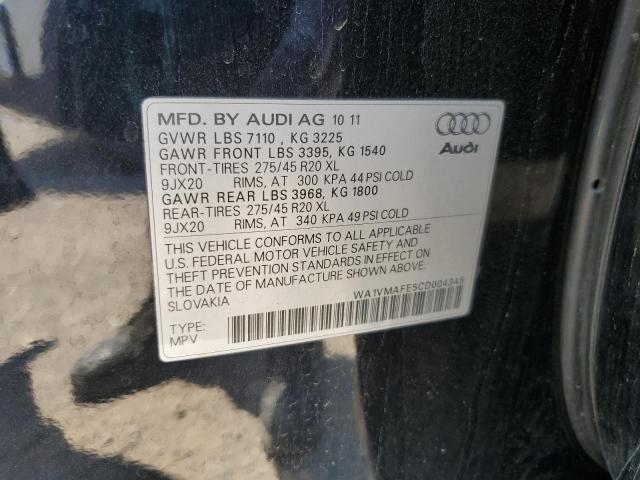 MFD. BY AUDI AG 10 11
GVWR LBS 7110 , KG 3225
GAWR FRONT LBS 3395, KG 1540
FRONT-TIRES 275/45 R20 XL
9JX20 RIMS, AT 300 KPA 44 PSI COLD
GAWR REAR LBS 3968, KG 1800
REAR-TIRES 275/45 R20 XL
9JX20 RIMS, AT 340 KPA 49 PSI COLD
Audi
THIS VEHICLE CONFORMS TO ALL APPLICABLE
U.S. FEDERAL MOTOR VEHICLE SAFETY AND
THEFT PREVENTION STANDARDS IN EFFECT ON
THE DATE OF MANUFACTURE SHOWN ABOVE.
SLOVAKIA
WA1VMAFE5CD004345
TYPE:
MPV